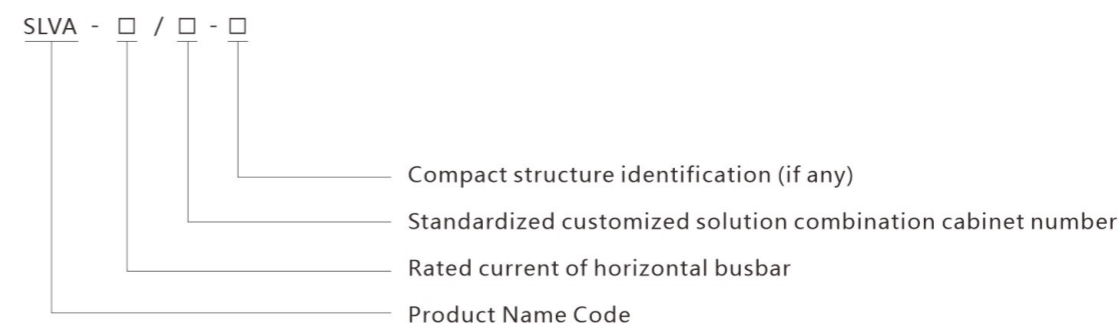 SLVA - □ / □ - □
Compact structure identification (if any)
Standardized customized solution combination cabinet number
Rated current of horizontal busbar
Product Name Code